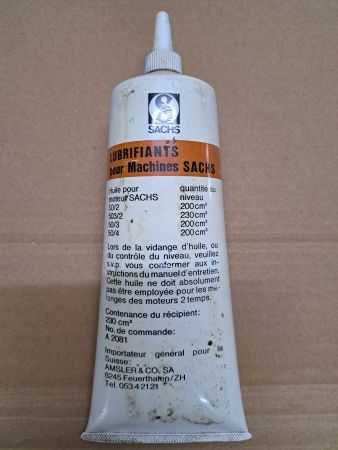 SACHS
LUBRIFIANTS
pour Machines SACHS
Huile pour quantité au
moteur SACHS niveau
50/2 200 cm³
503/2 230 cm³
50/3 200 cm³
50/4 200 cm³
Lors de la vidange d'huile, ou
du contrôle du niveau, veuillez
s.v.p. vous conformer aux in-
structions du manuel d'entretien.
Cette huile ne doit absolument
pas être employée pour les mé-
langes des moteurs 2 temps.
Contenance du récipient:
230 cm³
No. de commande:
A 2081
Importateur général pour la
Suisse:
AMSLER & CO. SA
8245 Feuerthalen/ZH
Tel. 053 4 21 21